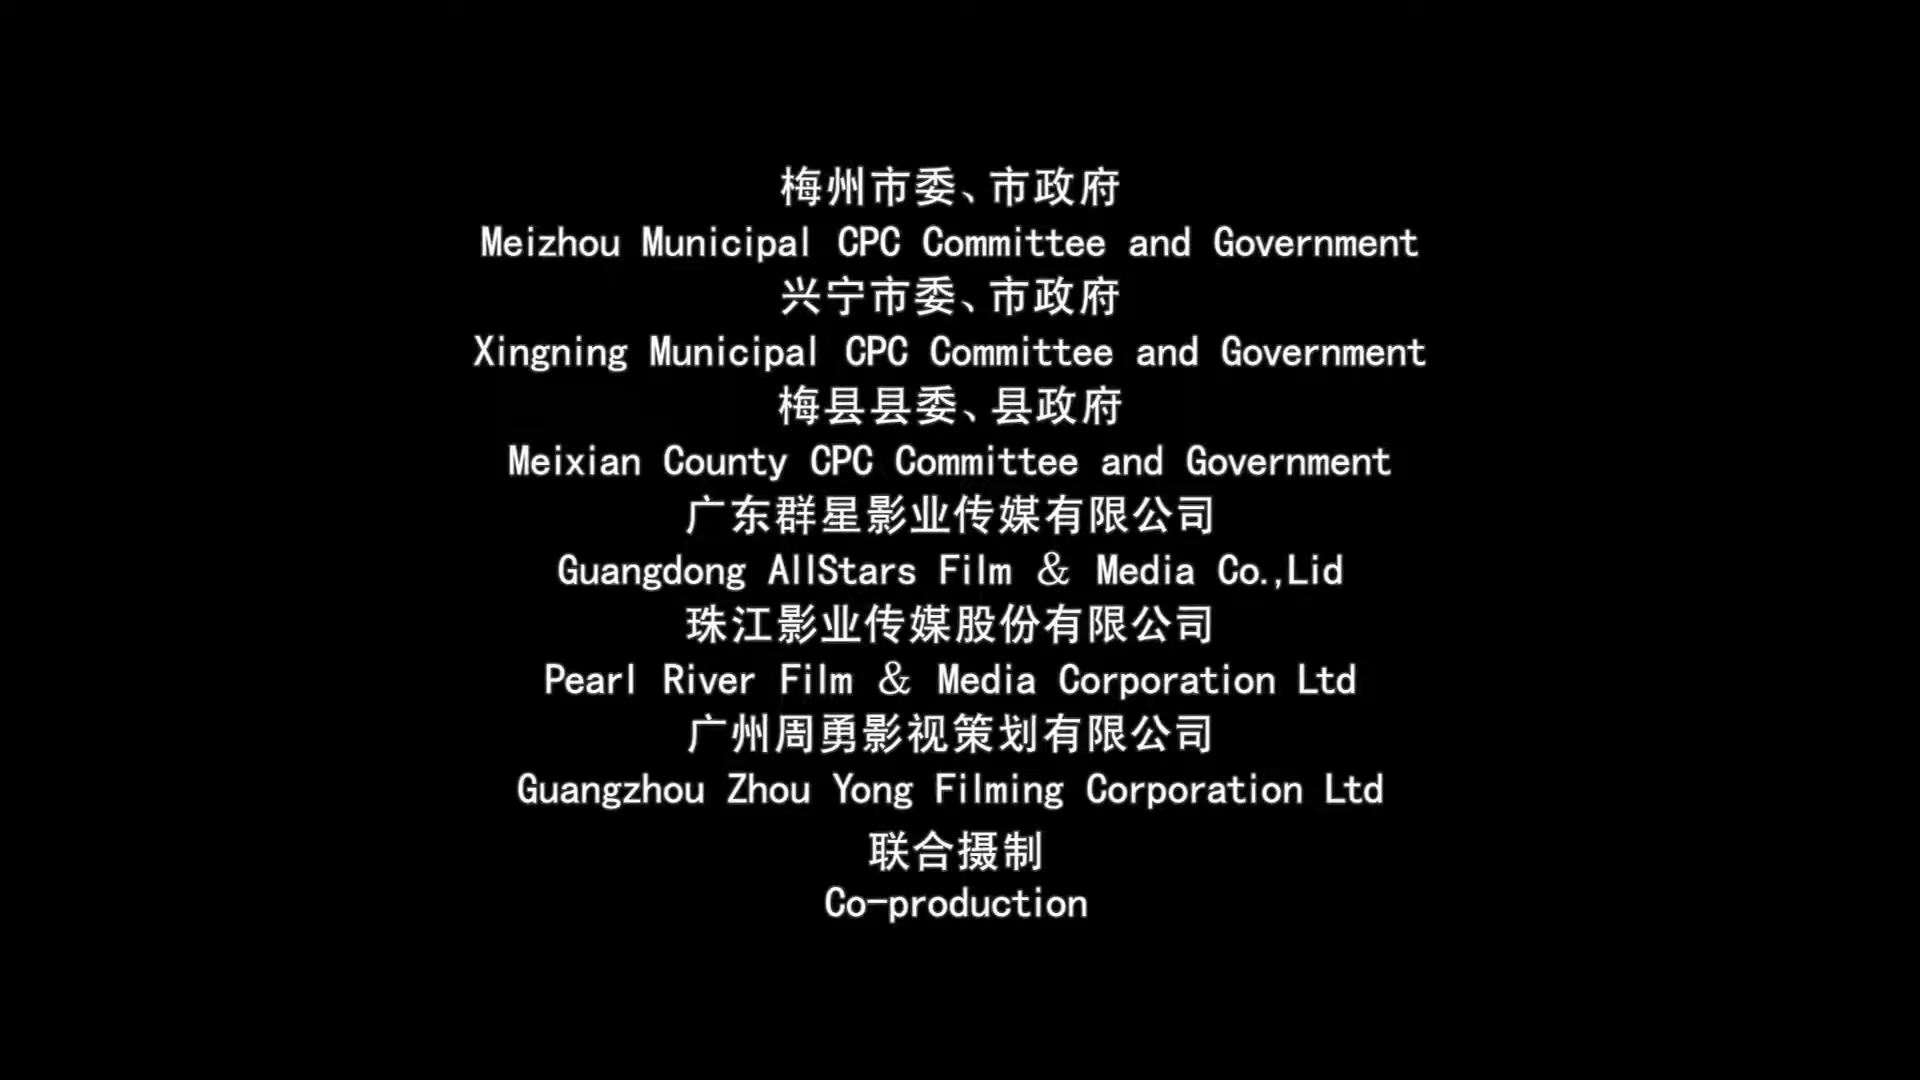 梅州市委、市政府
Meizhou Municipal CPC Committee and Government
兴宁市委、市政府
Xingning Municipal CPC Committee and Government
梅县县委、县政府
Meixian County CPC Committee and Government
广东群星影业传媒有限公司
Guangdong AllStars Film & Media Co.,Lid
珠江影业传媒股份有限公司
Pearl River Film & Media Corporation Ltd
广州周勇影视策划有限公司
Guangzhou Zhou Yong Filming Corporation Ltd
联合摄制
Co-production